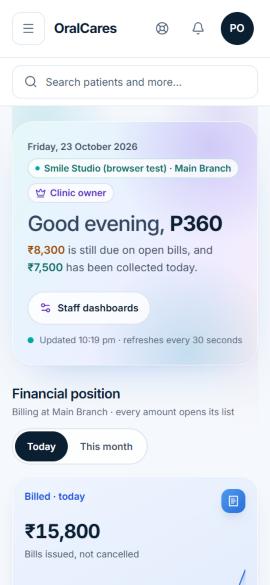 OralCares
PO
Search patients and more...
Friday, 23 October 2026
Smile Studio (browser test) · Main Branch
Clinic owner
Good evening, P360
₹8,300 is still due on open bills, and
₹7,500 has been collected today.
Staff dashboards
Updated 10:19 pm · refreshes every 30 seconds
Financial position
Billing at Main Branch · every amount opens its list
Today
This month
Billed · today
₹15,800
Bills issued, not cancelled